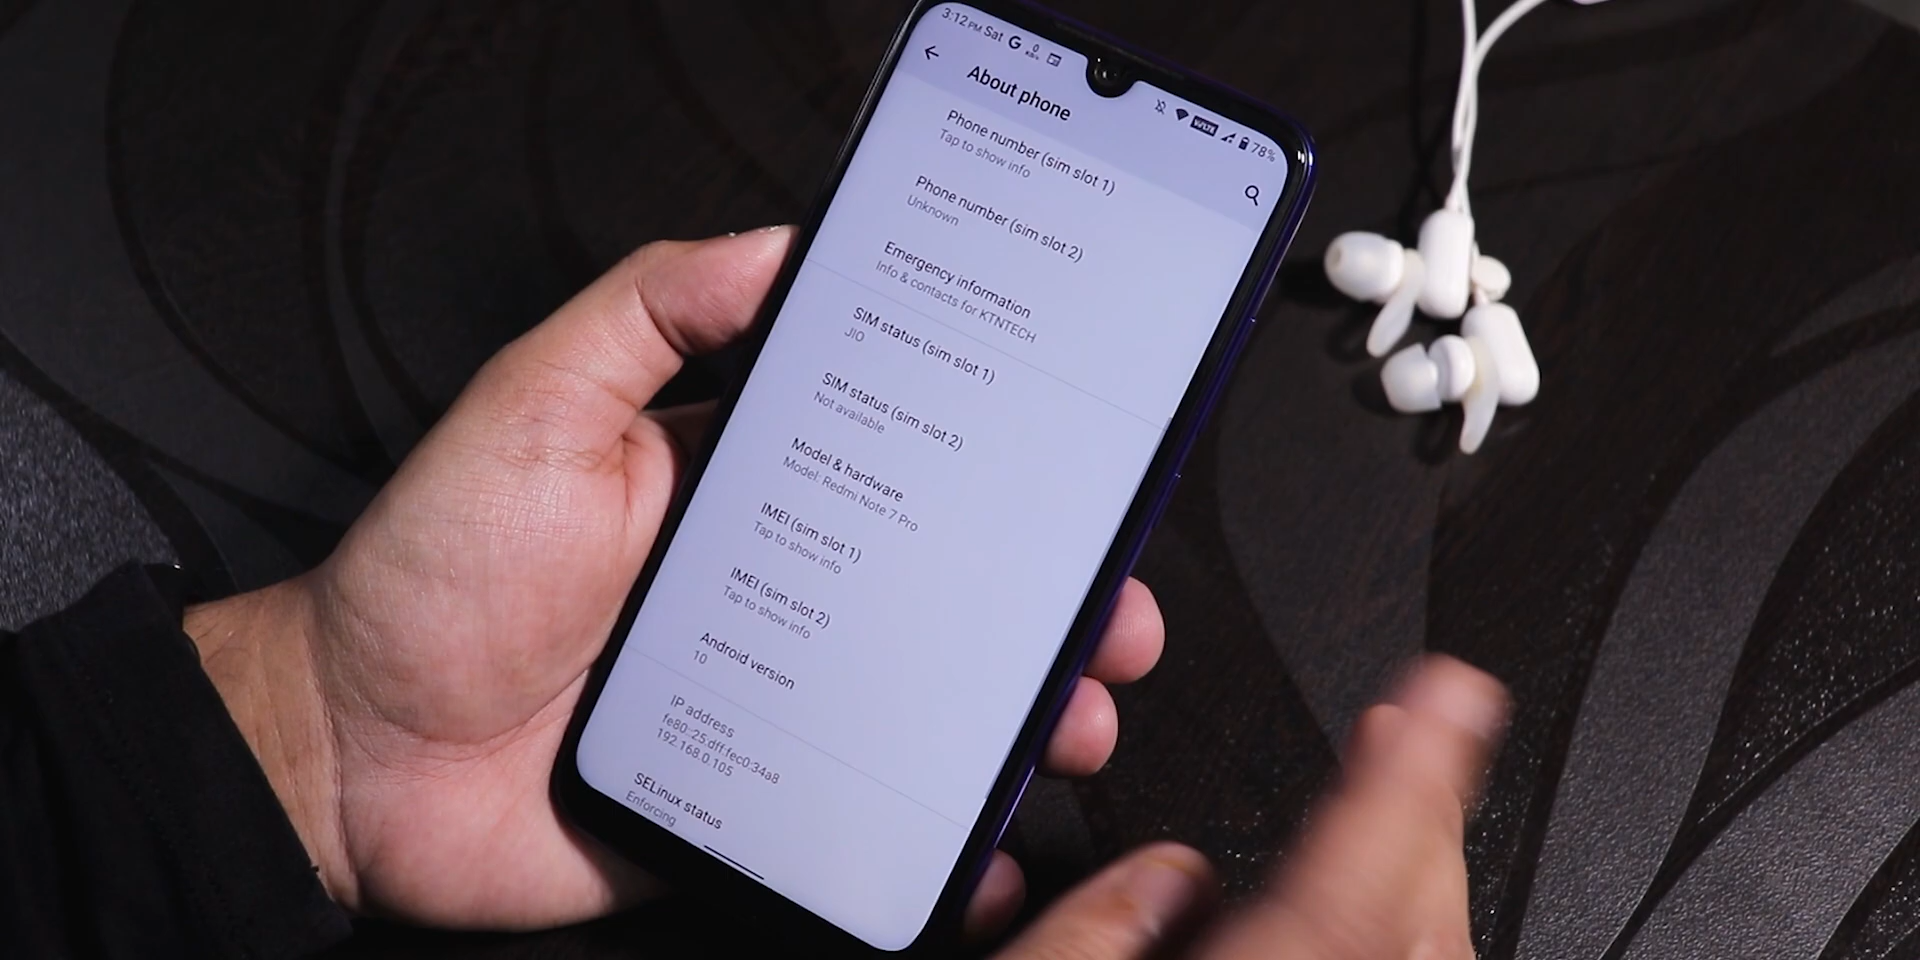 3:12 PM Sat G 0
About phone
VoLTE 78%
Phone number (sim slot 1)
Tap to show info
Phone number (sim slot 2)
Unknown
Emergency information
Info & contacts for KTNTECH
SIM status (sim slot 1)
JIO
SIM status (sim slot 2)
Not available
Model & hardware
Model: Redmi Note 7 Pro
IMEI (sim slot 1)
Tap to show info
IMEI (sim slot 2)
Tap to show info
Android version
10
IP address
fe80::25:dff:fec0:34a8
192.168.0.105
SELinux status
Enforcing